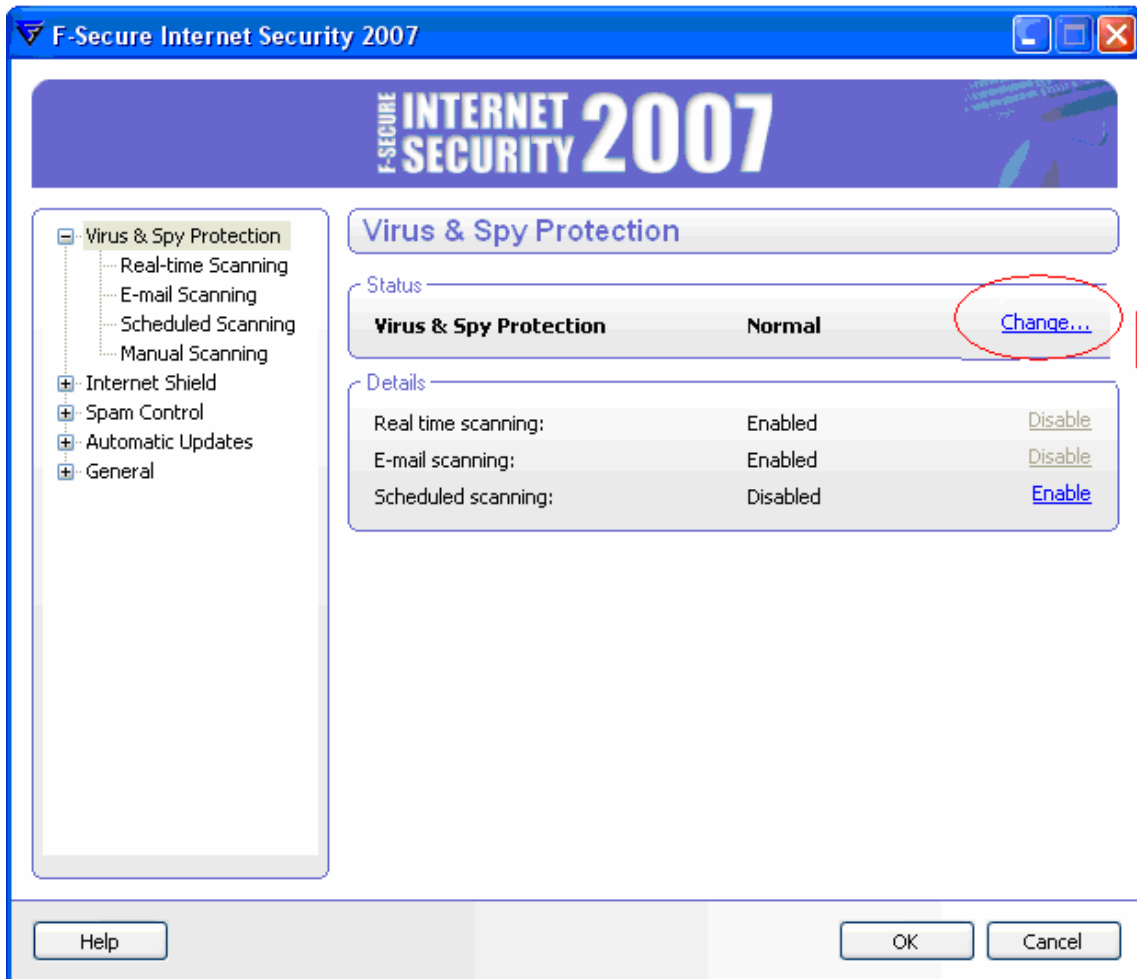 F-Secure Internet Security 2007
F-SECURE INTERNET SECURITY 2007
Virus & Spy Protection
Real-time Scanning
E-mail Scanning
Scheduled Scanning
Manual Scanning
Internet Shield
Spam Control
Automatic Updates
General
Virus & Spy Protection
Status
Virus & Spy Protection Normal Change...
Details
Real time scanning: Enabled Disable
E-mail scanning: Enabled Disable
Scheduled scanning: Disabled Enable
Help OK Cancel